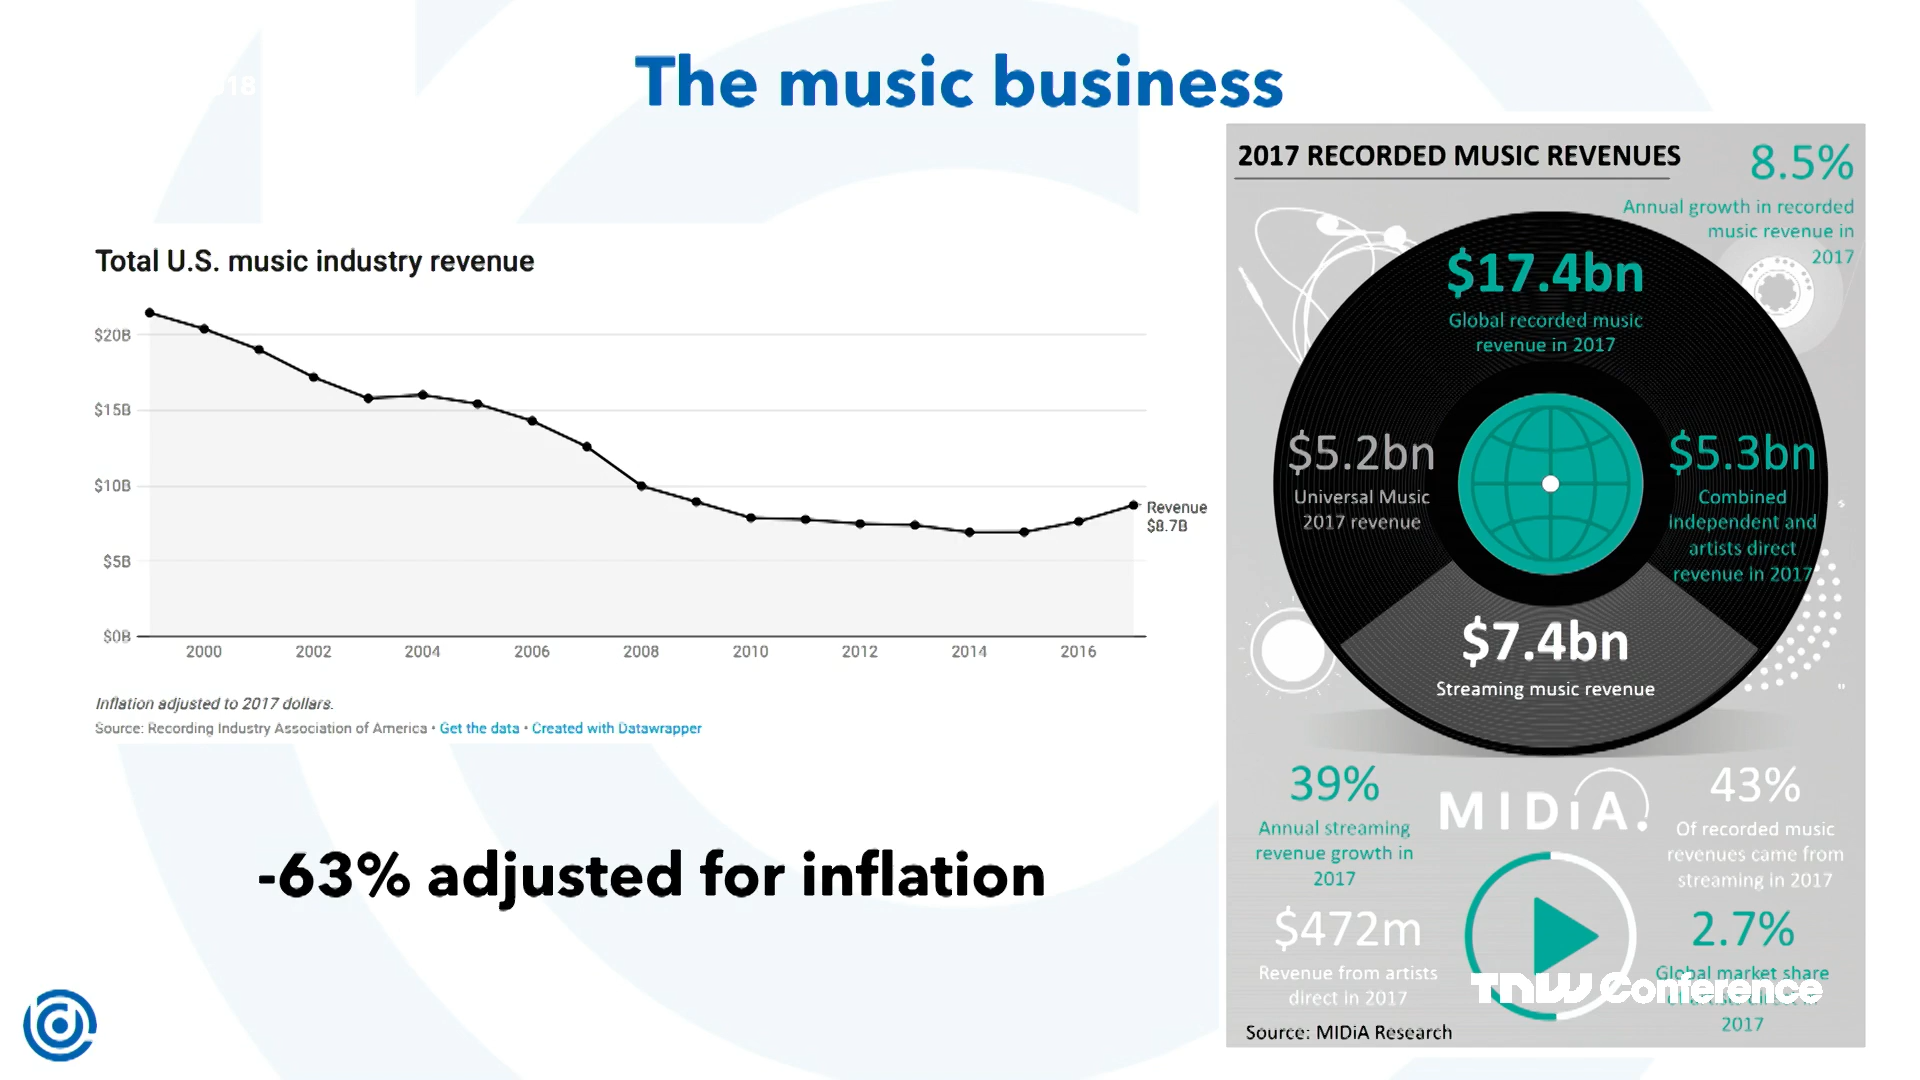 018
The music business
Total U.S. music industry revenue
$20B
$15B
$10B
$5B
$0B
2000 2002 2004 2006 2008 2010 2012 2014 2016
Revenue
$8.7B
Inflation adjusted to 2017 dollars.
Source: Recording Industry Association of America • Get the data • Created with Datawrapper
-63% adjusted for inflation
2017 RECORDED MUSIC REVENUES
8.5%
Annual growth in recorded
music revenue in
2017
$17.4bn
Global recorded music
revenue in 2017
$5.2bn
Universal Music
2017 revenue
$5.3bn
Combined
Independent and
artists direct
revenue in 2017
$7.4bn
Streaming music revenue
39%
Annual streaming
revenue growth in
2017
MIDiA.
43%
Of recorded music
revenues came from
streaming in 2017
$472m
Revenue from artists
direct in 2017
2.7%
Global market share
2017
TNW Conference
Source: MIDiA Research